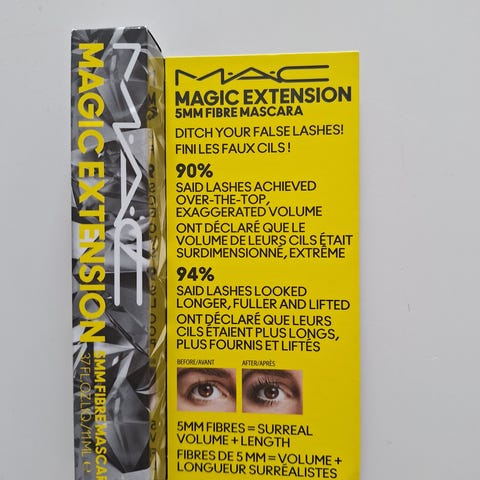 MAGIC EXTENSION
5MM FIBRE MASCAR
.37 FL.OZ.LIQ/11 ML e
MAC
M·A·C
MAGIC EXTENSION
5MM FIBRE MASCARA
DITCH YOUR FALSE LASHES!
FINI LES FAUX CILS !
90%
SAID LASHES ACHIEVED
OVER-THE-TOP,
EXAGGERATED VOLUME
ONT DÉCLARÉ QUE LE
VOLUME DE LEURS CILS ÉTAIT
SURDIMENSIONNÉ, EXTRÊME
94%
SAID LASHES LOOKED
LONGER, FULLER AND LIFTED
ONT DÉCLARÉ QUE LEURS
CILS ÉTAIENT PLUS LONGS,
PLUS FOURNIS ET LIFTÉS
BEFORE/AVANT
AFTER/APRÈS
5MM FIBRES = SURREAL
VOLUME + LENGTH
FIBRES DE 5 MM = VOLUME +
LONGUEUR SURRÉALISTES